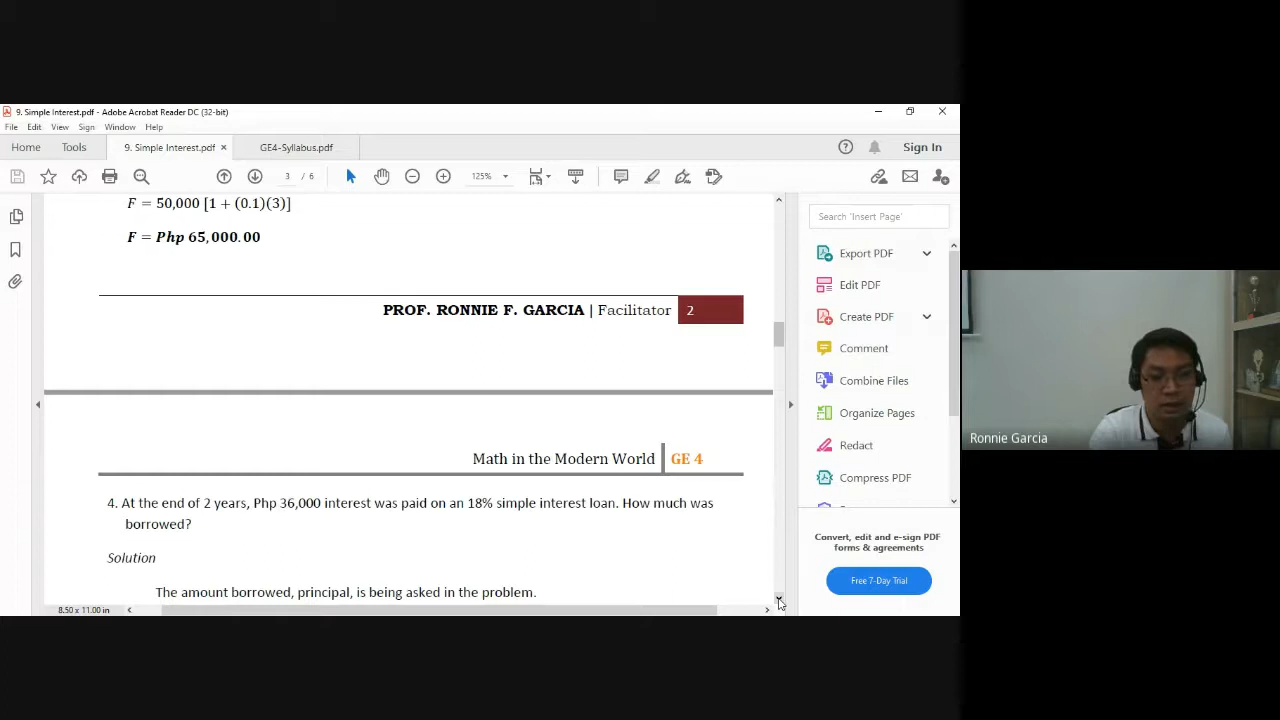 9. Simple Interest.pdf - Adobe Acrobat Reader DC (32-bit)
File Edit View Sign Window Help
Home Tools 9. Simple Interest.pdf × GE4-Syllabus.pdf Sign In
3 / 6 125%
F = 50,000 [1 + (0.1)(3)]
F = Php 65,000.00
PROF. RONNIE F. GARCIA | Facilitator 2
Math in the Modern World GE 4
4. At the end of 2 years, Php 36,000 interest was paid on an 18% simple interest loan. How much was
borrowed?
Solution
The amount borrowed, principal, is being asked in the problem.
8.50 x 11.00 in
Search 'Insert Page'
Export PDF
Edit PDF
Create PDF
Comment
Combine Files
Organize Pages
Redact
Compress PDF
Convert, edit and e-sign PDF
forms & agreements
Free 7-Day Trial
Ronnie Garcia